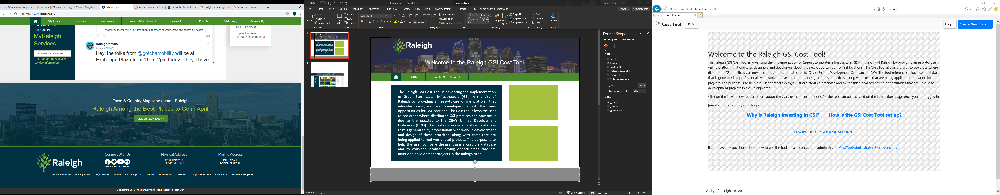 Brian, a researcher yo
Instances | EC2 Mana
R_ZONAL - Google D
raleighnc.gov
adobe photoshop - Y
Image Resolution, Pix
raleigh skyline at nigh
home button icon wh
https://www.raleighnc.gov
Arts & Parks
Services
Government
Business & Development
Community
Projects
Public Safety
Sustainability
Staff Directory
City Council
MyRaleigh
Services
222 West Hargett Street
Enter an address to view
service information
Motorists approaching this area should be aware of work crews and follow all posted
54m
RaleighMoves
@RaleighMoves
Hey, the folks from @gotchamobility will be at
Exchange Plaza from 11am-2pm today - they'll have
40/440 Fortify
Capital Boulevard
Bridge Replacement
Town & Country Magazine named Raleigh
Raleigh Among the Best Places to Go in April
View our accolades >>
Raleigh
Connect With Us
View full social media list
Physical Address
222 W. Hargett St.
Raleigh, NC 27601
Mailing Address
P.O. Box 590
Raleigh, NC 27602
Mission and Vision
Privacy Policy
Legal Notices
Non-discrimination policy
Site Info
Accessibility
Media Kit
Employee Access
Contact Us
Translate this page
Copyright © 2019 | raleighnc.gov | All Rights Reserved | Text Only
AutoSave
Presentation1 - PowerPoint
Drawing Tools
Pickard, Brian
File
Home
Insert
Design
Transitions
Animations
Slide Show
Review
View
Help
Storyboarding
Format
Tell me what you want to do
Share
Comments
Paste
Cut
Copy
Format Painter
Clipboard
New
Slide
Layout
Reset
Section
Slides
Calibri (Body)
18
Font
Text Direction
Align Text
Convert to SmartArt
Paragraph
Arrange
Quick
Styles
Shape Fill
Shape Outline
Shape Effects
Drawing
Find
Replace
Select
Editing
Dictate
Voice
1
2
Raleigh
Welcome to the Raleigh GSI Cost Tool
Login
Create New Account
The Raleigh GSI Cost Tool is advancing the implementation
of Green Stormwater Infrastructure (GSI) in the city of
Raleigh by providing an easy-to-use online platform that
educates designers and developers about the new
opportunities for GSI locations. The Cost tool allows the user
to see areas where distributed GSI practices can now occur
due to the updates to the City's Unified Development
Ordinance (UDO). The tool references a local cost database
that is generated by professionals who work in development
and design of these practices, along with costs that are
being applied to real-world local projects. The purpose is to
help the user compare designs using a credible database
and to consider localized saving opportunities that are
unique to development projects in the Raleigh Area.
Format Shape
Shape Options
Text Options
Fill
No fill
Solid fill
Gradient fill
Picture or texture fill
Pattern fill
Slide background fill
Color
Transparency
38%
Line
No line
Solid line
Gradient line
Slide 1 of 2
Notes
Display Settings
150%
https://insdev1.tetratech.com/costly/
Search...
Cost Tool :: Home
Cost Tool
HOME
Log in
Create New Account
Welcome to the Raleigh GSI Cost Tool!
The Raleigh GSI Cost Tool is advancing the implementation of Green Stormwater Infrastructure (GSI) in the City of Raleigh by providing an easy-to-use
online platform that educates designers and developers about the new opportunities for GSI locations. The Cost Tool allows the user to see areas where
distributed GSI practices can now occur due to the updates to the City's Unified Development Ordinance (UDO). The tool references a local cost database
that is generated by professionals who work in development and design of these practices, along with costs that are being applied to real-world local
projects. The purpose is to help the user compare designs using a credible database and to consider localized saving opportunities that are unique to
development projects in the Raleigh area.
Click on the links below to learn more about the GSI Cost Tool. Instructions for the tool can be accessed on the instructions page once you are logged in.
[insert graphic per City of Raleigh]
Why is Raleigh investing in GSI?
How is the GSI Cost Tool set up?
LOG IN or CREATE NEW ACCOUNT
If you have any questions about how to use the tool, please contact the administrator: CostToolAdministrator@raleighnc.gov
© City of Raleigh, NC 2019